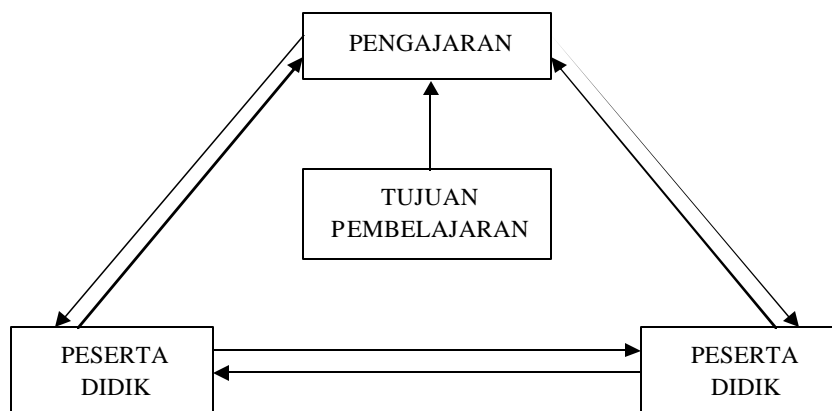 PENGAJARAN
TUJUAN
PEMBELAJARAN
PESERTA
DIDIK
PESERTA
DIDIK